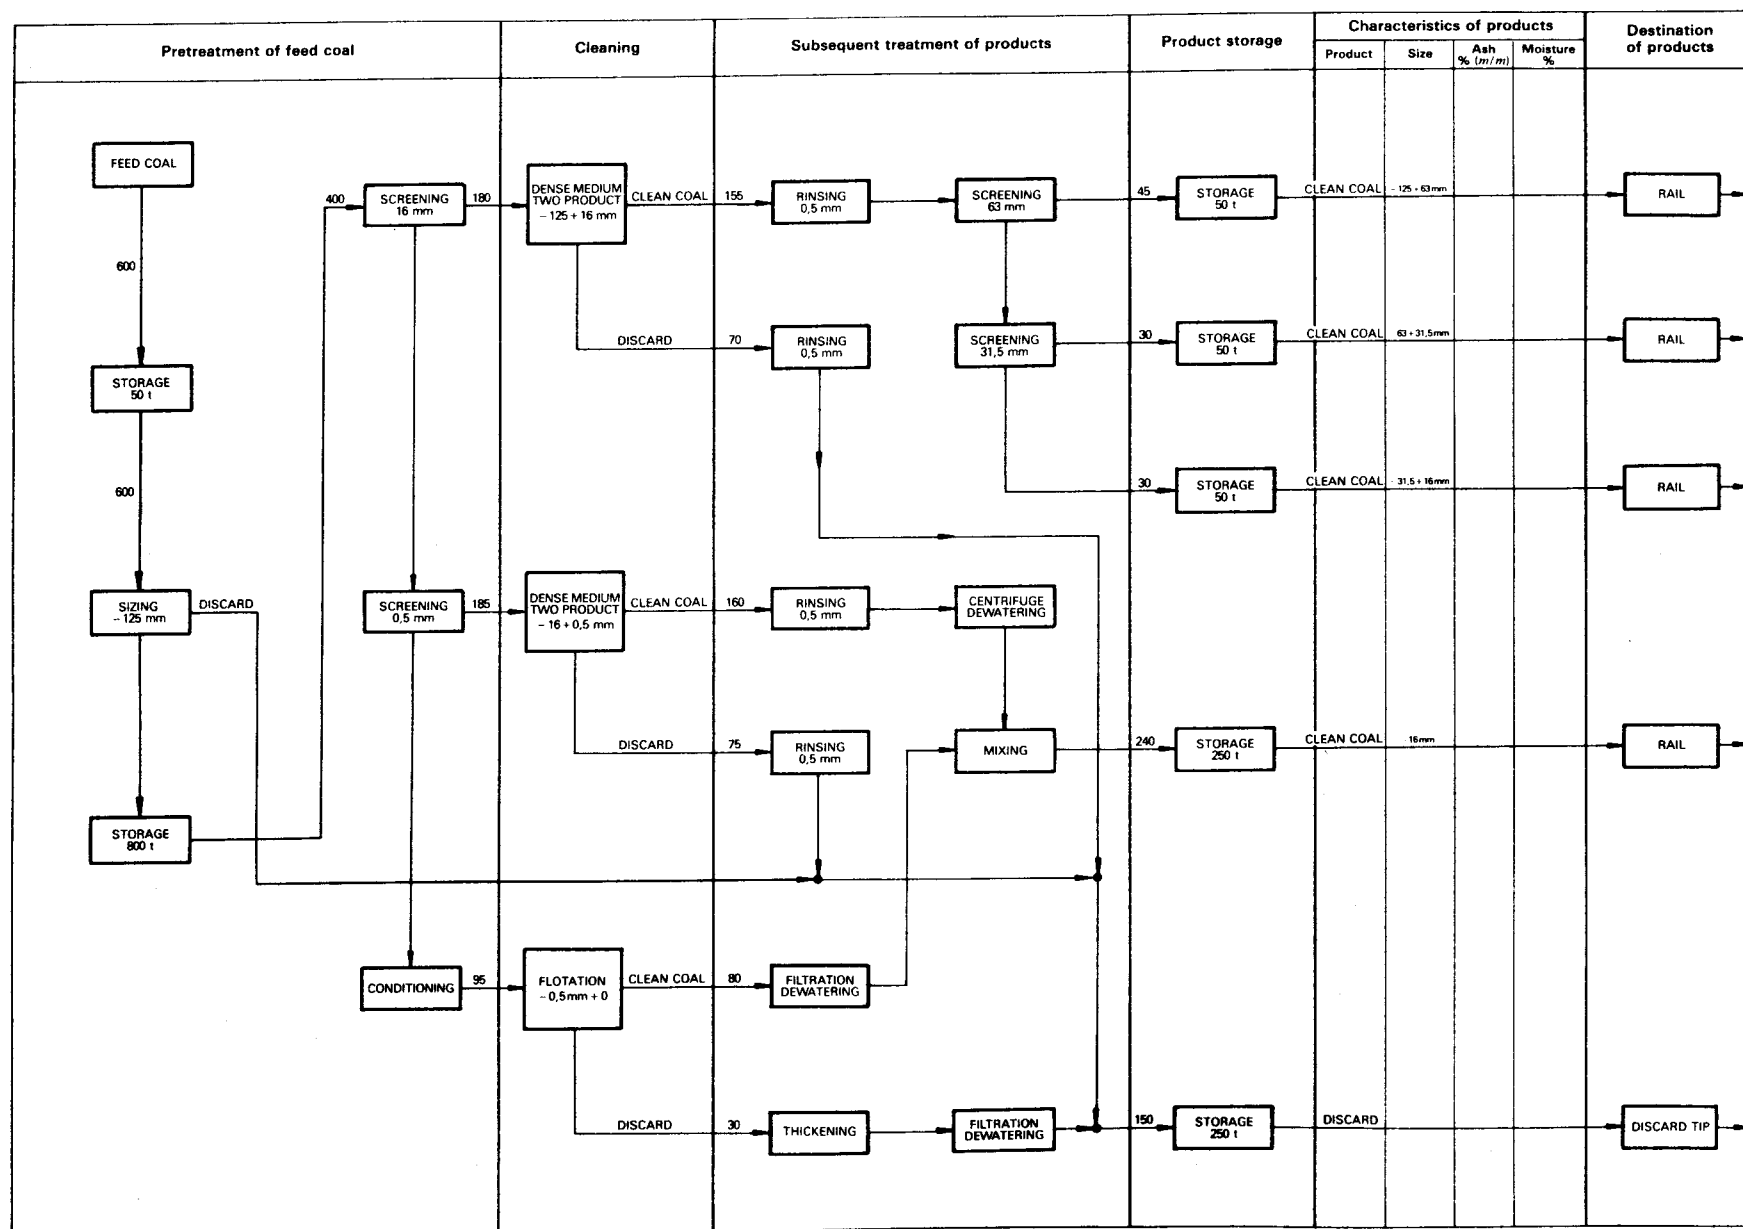 Pretreatment of feed coal
Cleaning
Subsequent treatment of products
Product storage
Characteristics of products
Product
Size
Ash
% (m/m)
Moisture
%
Destination
of products
FEED COAL
600
STORAGE
50 t
600
SIZING
– 125 mm
DISCARD
STORAGE
800 t
400
SCREENING
16 mm
180
DENSE MEDIUM
TWO PRODUCT
– 125 + 16 mm
CLEAN COAL
155
RINSING
0,5 mm
SCREENING
63 mm
45
STORAGE
50 t
CLEAN COAL
- 125 + 63mm
RAIL
DISCARD
70
RINSING
0,5 mm
SCREENING
31,5 mm
30
STORAGE
50 t
CLEAN COAL
63 + 31,5mm
RAIL
30
STORAGE
50 t
CLEAN COAL
- 31,5 + 16mm
RAIL
SCREENING
0,5 mm
185
DENSE MEDIUM
TWO PRODUCT
– 16 + 0,5 mm
CLEAN COAL
160
RINSING
0,5 mm
CENTRIFUGE
DEWATERING
DISCARD
75
RINSING
0,5 mm
MIXING
240
STORAGE
250 t
CLEAN COAL
16mm
RAIL
CONDITIONING
95
FLOTATION
– 0,5mm + 0
CLEAN COAL
80
FILTRATION
DEWATERING
DISCARD
30
THICKENING
FILTRATION
DEWATERING
150
STORAGE
250 t
DISCARD
DISCARD TIP